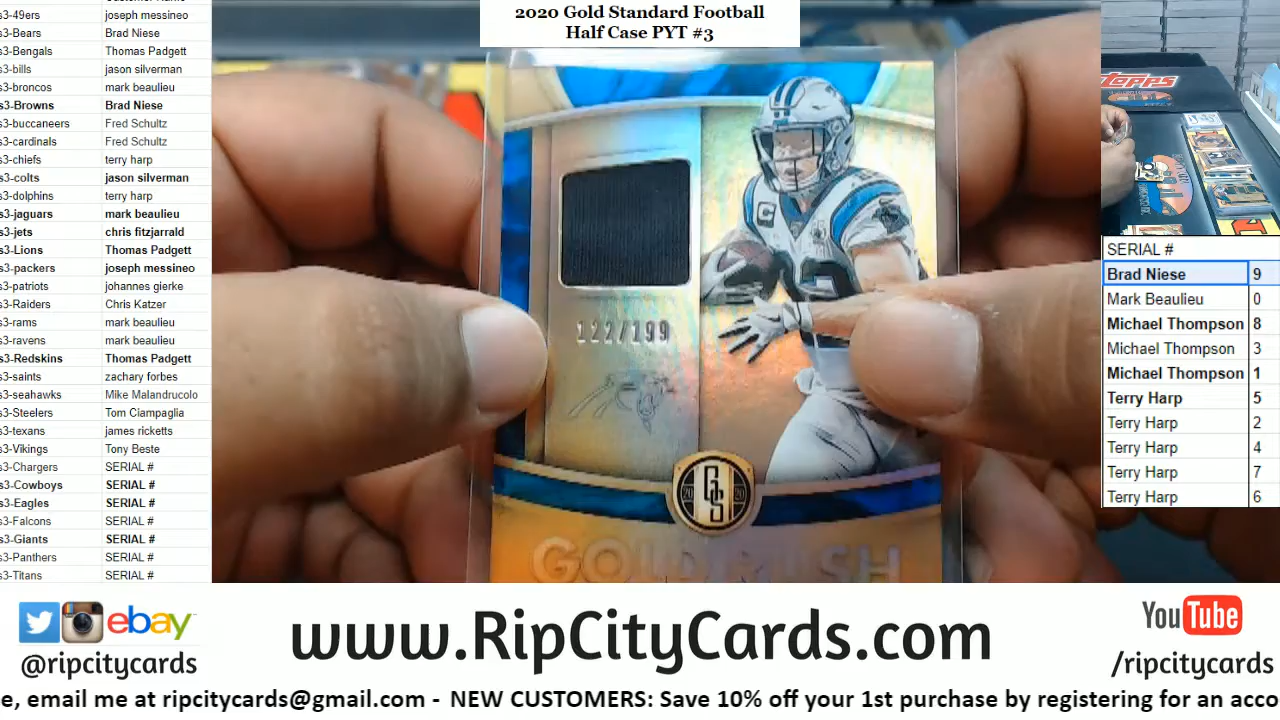 2020 Gold Standard Football
Half Case PYT #3
s3-49ers joseph messineo
s3-Bears Brad Niese
s3-Bengals Thomas Padgett
s3-bills jason silverman
s3-broncos mark beaulieu
s3-Browns Brad Niese
s3-buccaneers Fred Schultz
s3-cardinals Fred Schultz
s3-chiefs terry harp
s3-colts jason silverman
s3-dolphins terry harp
s3-jaguars mark beaulieu
s3-jets chris fitzjarrald
s3-Lions Thomas Padgett
s3-packers joseph messineo
s3-patriots johannes gierke
s3-Raiders Chris Katzer
s3-rams mark beaulieu
s3-ravens mark beaulieu
s3-Redskins Thomas Padgett
s3-saints zachary forbes
s3-seahawks Mike Malandrucolo
s3-Steelers Tom Ciampaglia
s3-texans james ricketts
s3-Vikings Tony Beste
s3-Chargers SERIAL #
s3-Cowboys SERIAL #
s3-Eagles SERIAL #
s3-Falcons SERIAL #
s3-Giants SERIAL #
s3-Panthers SERIAL #
s3-Titans SERIAL #
122/199
C
20 GS 20
GOLD RUSH
TOPPS
SERIAL #
Brad Niese 9
Mark Beaulieu 0
Michael Thompson 8
Michael Thompson 3
Michael Thompson 1
Terry Harp 5
Terry Harp 2
Terry Harp 4
Terry Harp 7
Terry Harp 6
ebay
@ripcitycards
www.RipCityCards.com
YouTube
/ripcitycards
e, email me at ripcitycards@gmail.com - NEW CUSTOMERS: Save 10% off your 1st purchase by registering for an acco